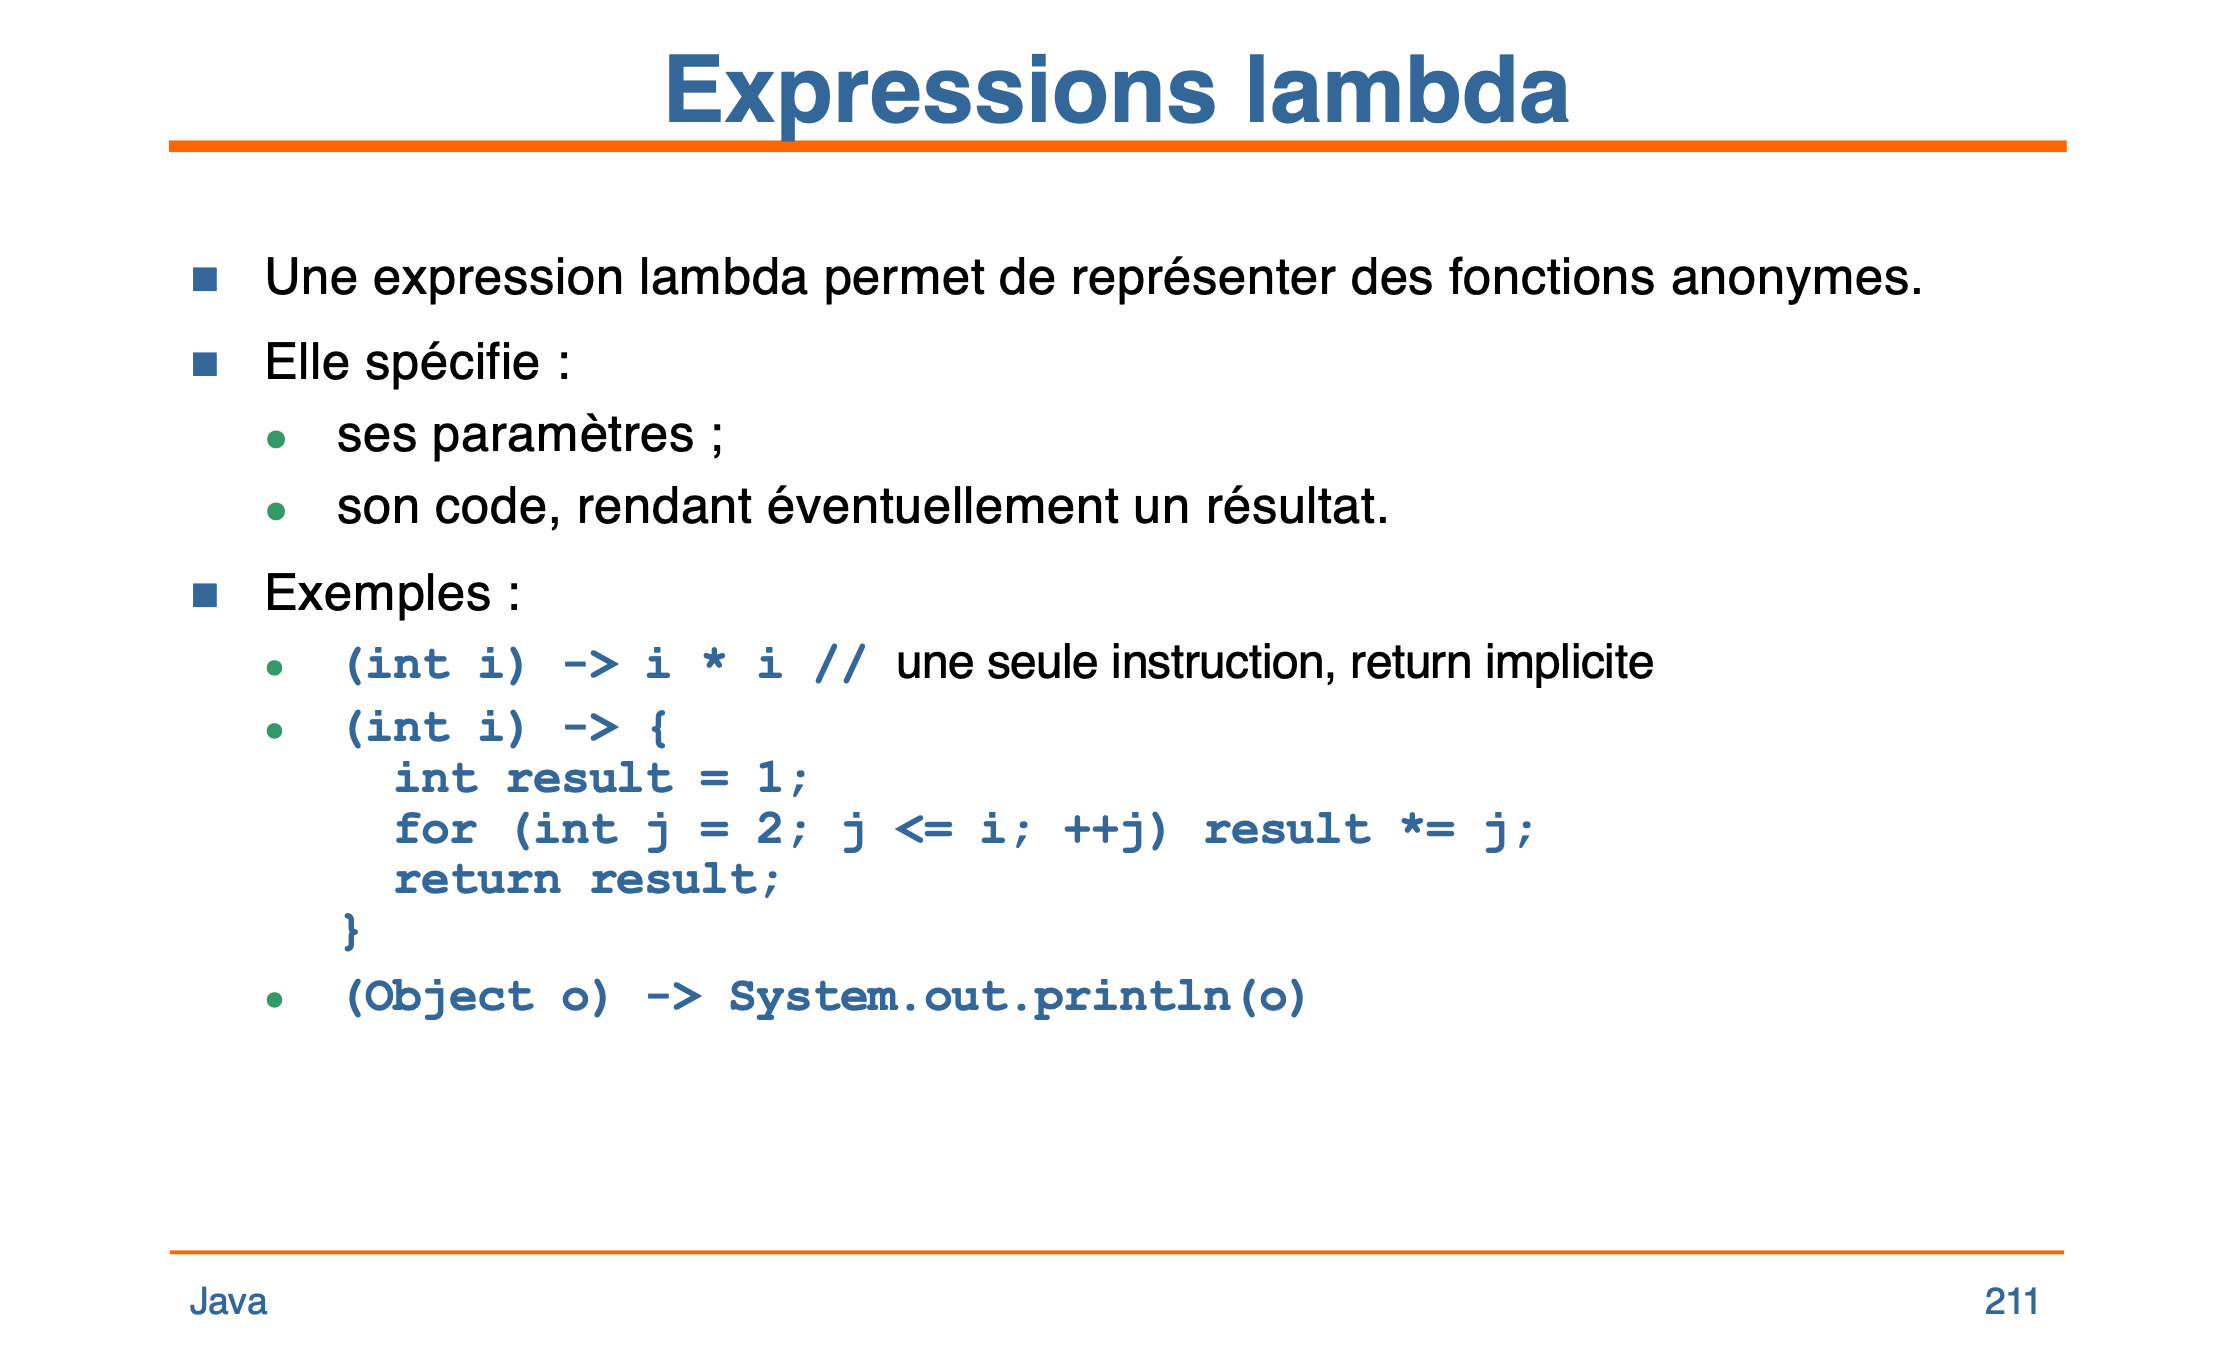 Expressions lambda
Une expression lambda permet de représenter des fonctions anonymes.
Elle spécifie :
ses paramètres ;
son code, rendant éventuellement un résultat.
Exemples :
(int i) -> i * i // une seule instruction, return implicite
(int i) -> {
int result = 1;
for (int j = 2; j <= i; ++j) result *= j;
return result;
}
(Object o) -> System.out.println(o)
Java
211